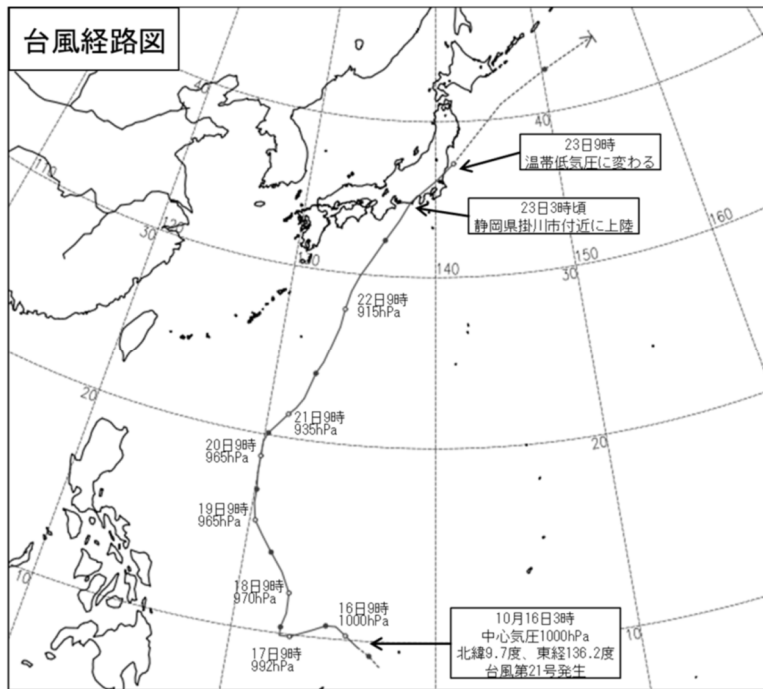 台風経路図
40
40
110
120
30
130
140
30
150
160
20
20
10
10
23日9時
温帯低気圧に変わる
23日3時頃
静岡県掛川市付近に上陸
22日9時
915hPa
21日9時
935hPa
20日9時
965hPa
19日9時
965hPa
18日9時
970hPa
16日9時
1000hPa
17日9時
992hPa
10月16日3時
中心気圧1000hPa
北緯9.7度、東経136.2度
台風第21号発生